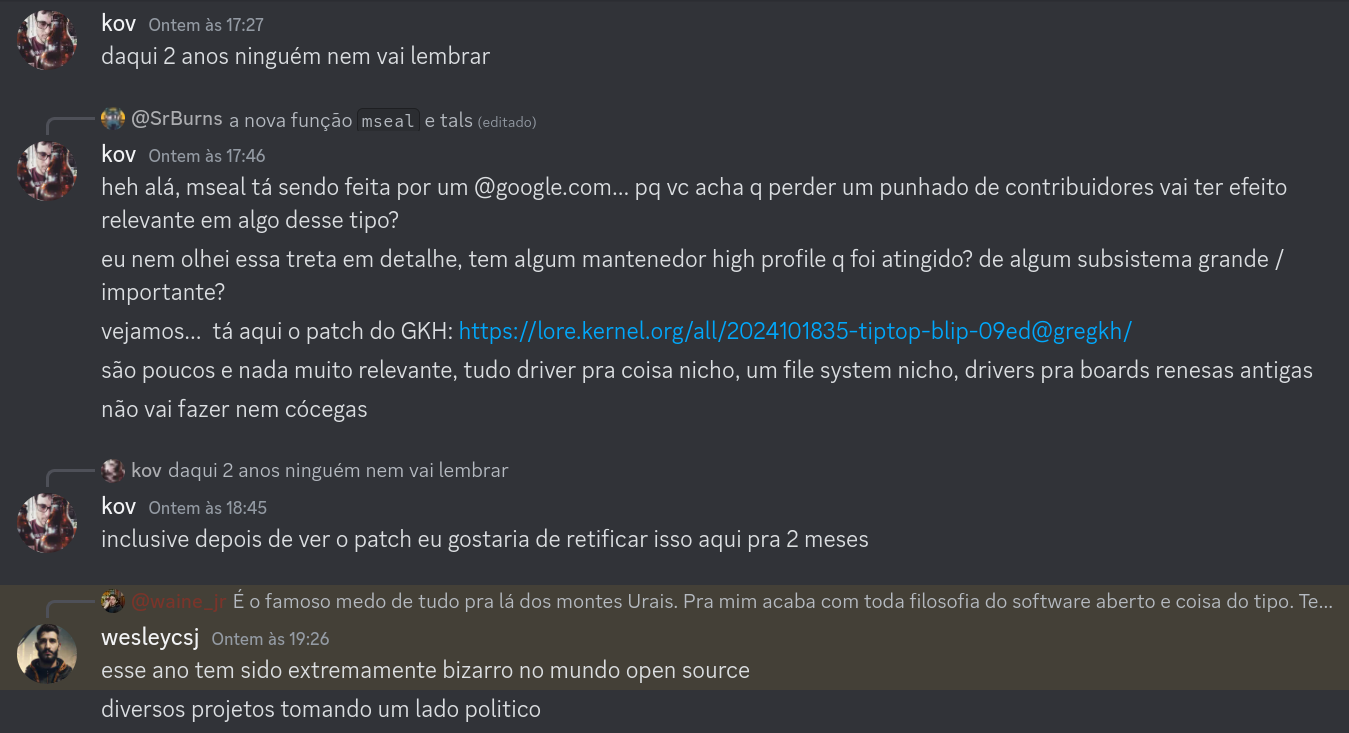 kov Ontem às 17:27
daqui 2 anos ninguém nem vai lembrar
@SrBurns a nova função mseal e tals (editado)
kov Ontem às 17:46
heh alá, mseal tá sendo feita por um @google.com... pq vc acha q perder um punhado de contribuidores vai ter efeito
relevante em algo desse tipo?
eu nem olhei essa treta em detalhe, tem algum mantenedor high profile q foi atingido? de algum subsistema grande /
importante?
vejamos... tá aqui o patch do GKH: https://lore.kernel.org/all/2024101835-tiptop-blip-09ed@gregkh/
são poucos e nada muito relevante, tudo driver pra coisa nicho, um file system nicho, drivers pra boards renesas antigas
não vai fazer nem cócegas
kov daqui 2 anos ninguém nem vai lembrar
kov Ontem às 18:45
inclusive depois de ver o patch eu gostaria de retificar isso aqui pra 2 meses
@waine_jr É o famoso medo de tudo pra lá dos montes Urais. Pra mim acaba com toda filosofia do software aberto e coisa do tipo. Te...
wesleycsj Ontem às 19:26
esse ano tem sido extremamente bizarro no mundo open source
diversos projetos tomando um lado politico